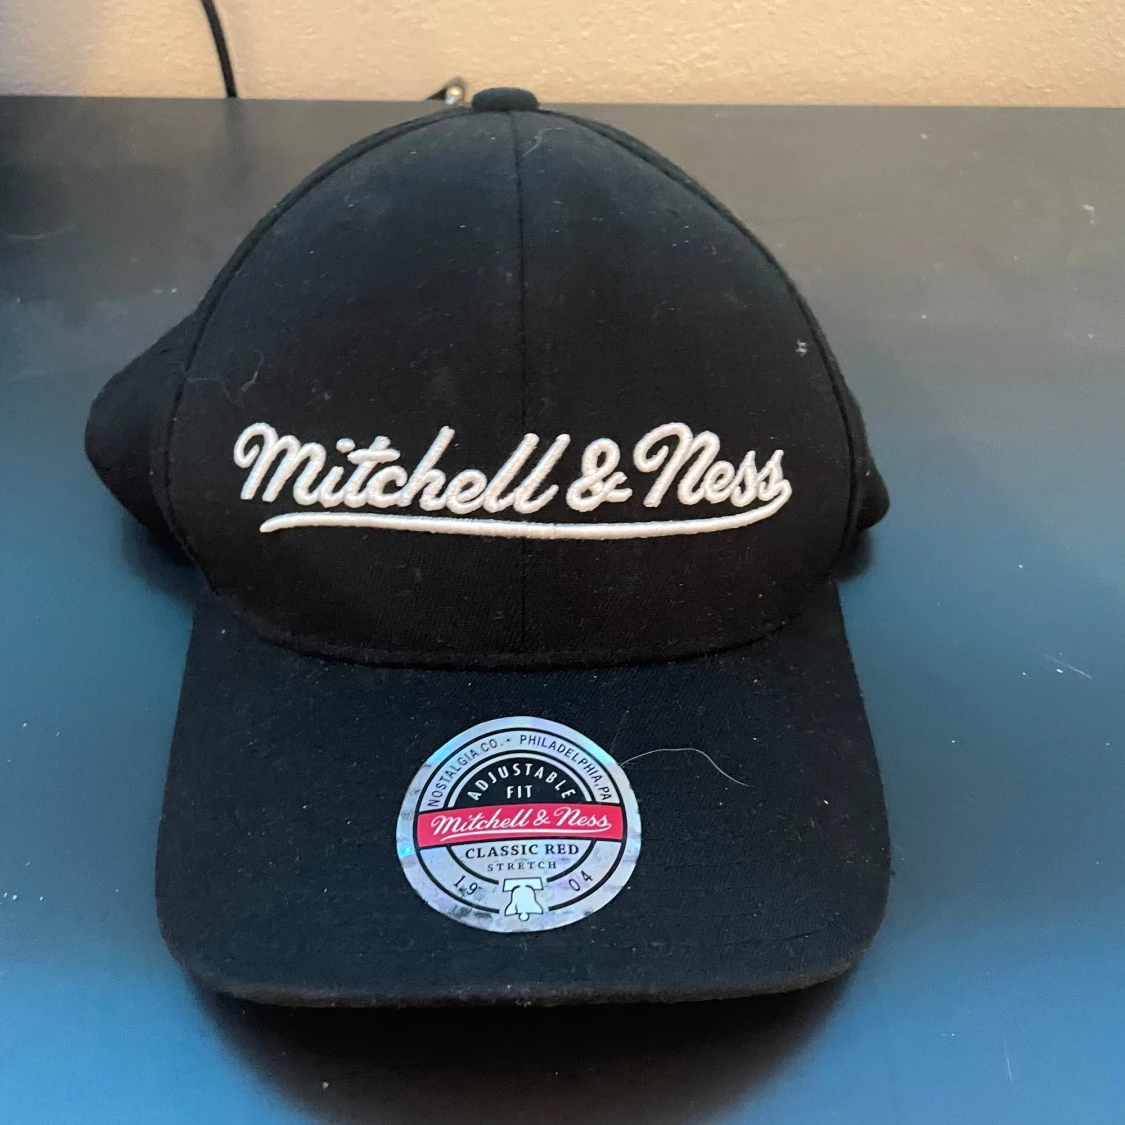 Mitchell & Ness
NOSTALGIA CO. • PHILADELPHIA, PA
ADJUSTABLE
FIT
Mitchell & Ness
CLASSIC RED
STRETCH
19 04